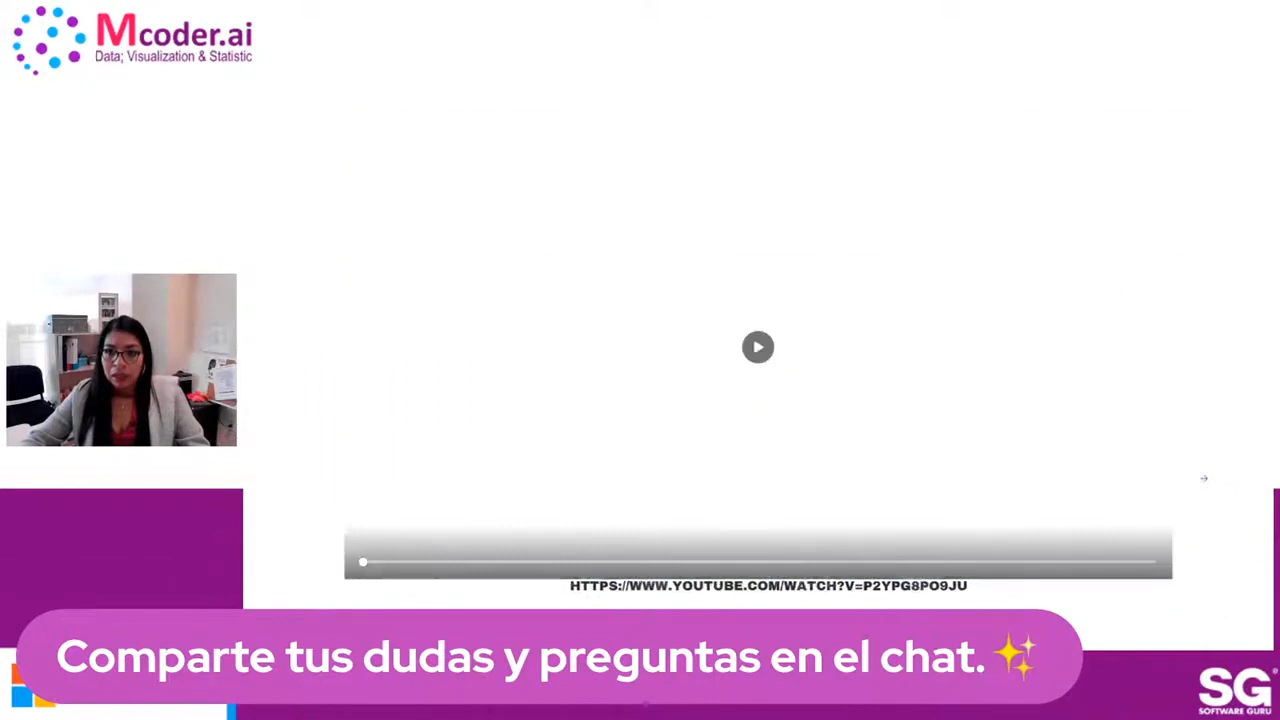 Mcoder.ai
Data; Visualization & Statistic
HTTPS://WWW.YOUTUBE.COM/WATCH?V=P2YPG8PO9JU
Comparte tus dudas y preguntas en el chat.✨
SG
SOFTWARE GURU